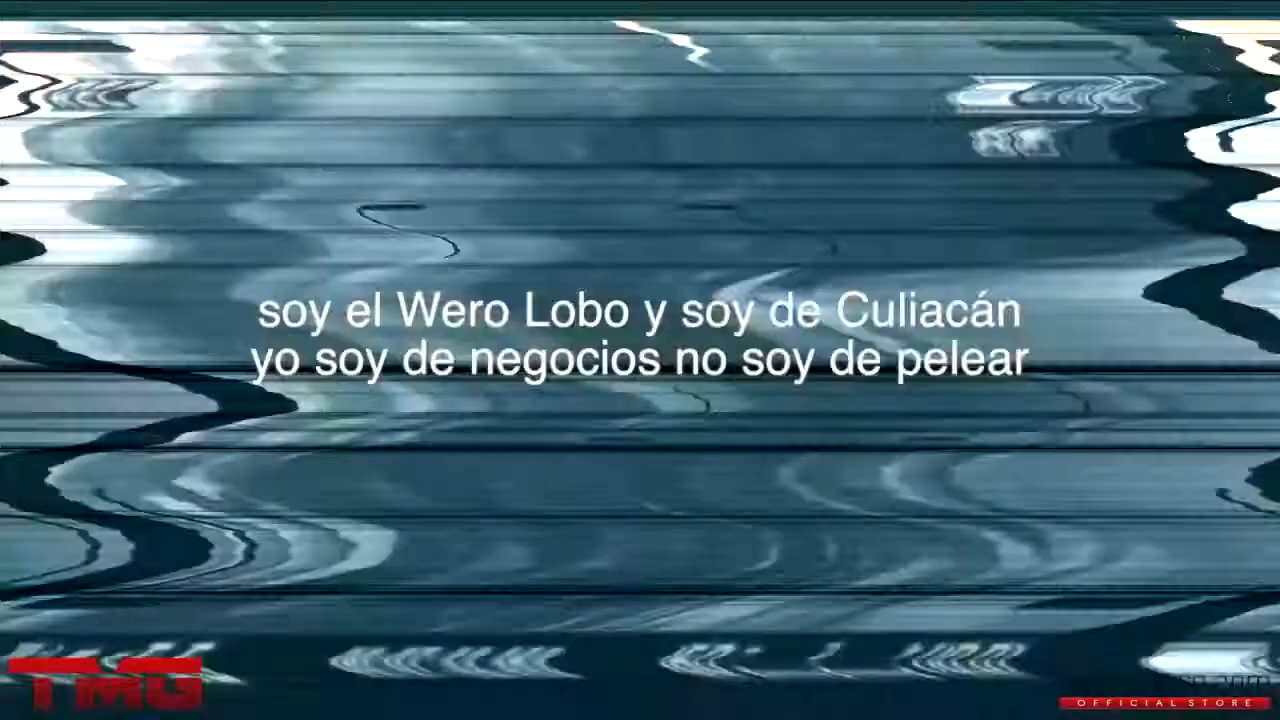 soy el Wero Lobo y soy de Culiacán
yo soy de negocios no soy de pelear
TMG
OFFICIAL STORE